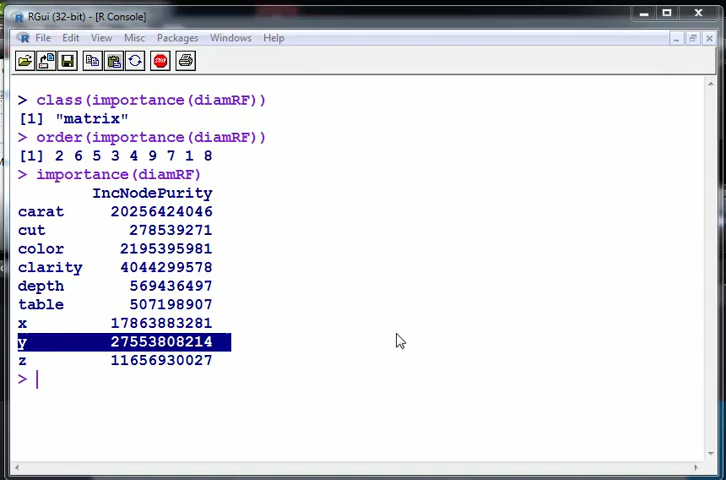 RGui (32-bit) - [R Console]
File Edit View Misc Packages Windows Help
STOP
> class(importance(diamRF))
[1] "matrix"
> order(importance(diamRF))
[1] 2 6 5 3 4 9 7 1 8
> importance(diamRF)
IncNodePurity
carat 20256424046
cut 278539271
color 2195395981
clarity 4044299578
depth 569436497
table 507198907
x 17863883281
y 27553808214
z 11656930027
>